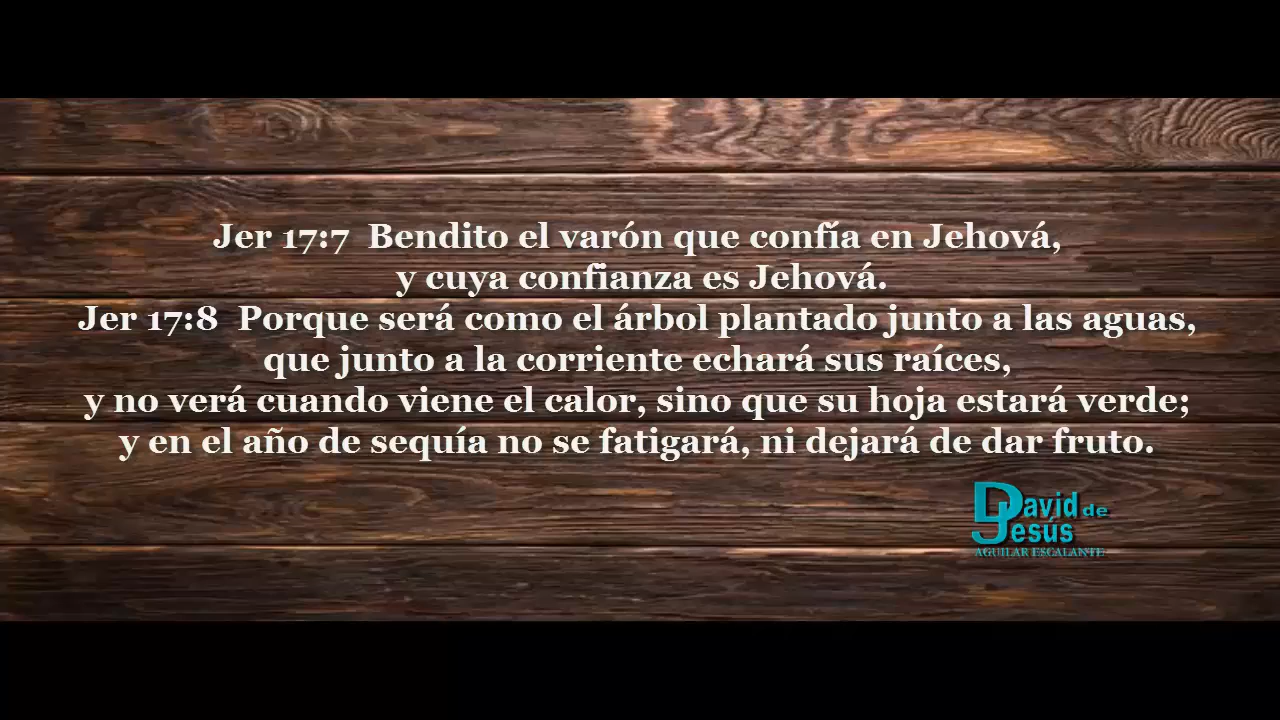 Jer 17:7  Bendito el varón que confía en Jehová,
y cuya confianza es Jehová.
Jer 17:8  Porque será como el árbol plantado junto a las aguas,
que junto a la corriente echará sus raíces,
y no verá cuando viene el calor, sino que su hoja estará verde;
y en el año de sequía no se fatigará, ni dejará de dar fruto.
David de
Jesús
AGUILAR ESCALANTE